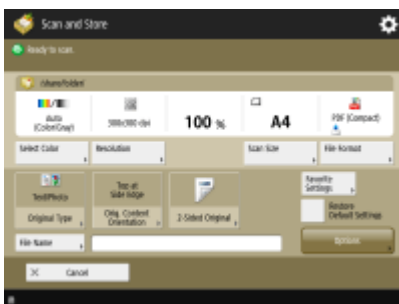 Scan and Store
Ready to scan.
/share/folder/
Auto
(Color/Gray)
300x300 dpi
100 %
A4
PDF (Compact)
Select Color
Resolution
Scan Size
File Format
Text/Photo
Original Type
Top at
Side Edge
Orig. Content
Orientation
2-Sided Original
Favorite
Settings
Restore
Default Settings
File Name
Options
Cancel